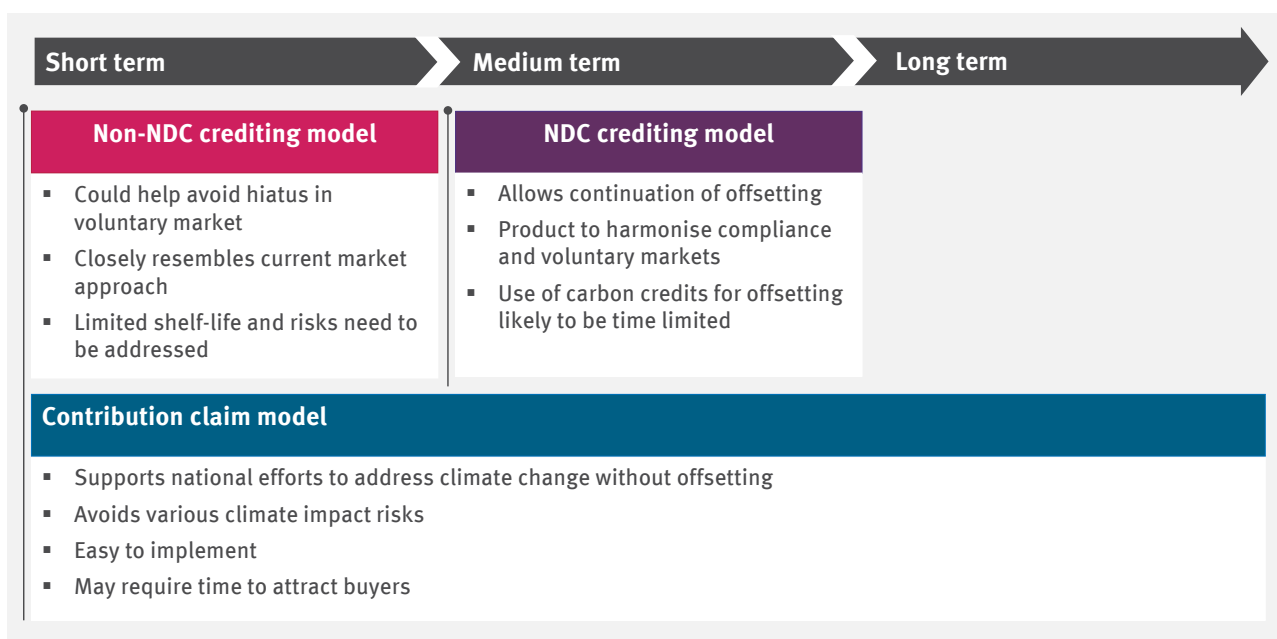 Short term
Medium term
Long term
Non-NDC crediting model
▪ Could help avoid hiatus in
voluntary market
▪ Closely resembles current market
approach
▪ Limited shelf-life and risks need to
be addressed
NDC crediting model
▪ Allows continuation of offsetting
▪ Product to harmonise compliance
and voluntary markets
▪ Use of carbon credits for offsetting
likely to be time limited
Contribution claim model
▪ Supports national efforts to address climate change without offsetting
▪ Avoids various climate impact risks
▪ Easy to implement
▪ May require time to attract buyers